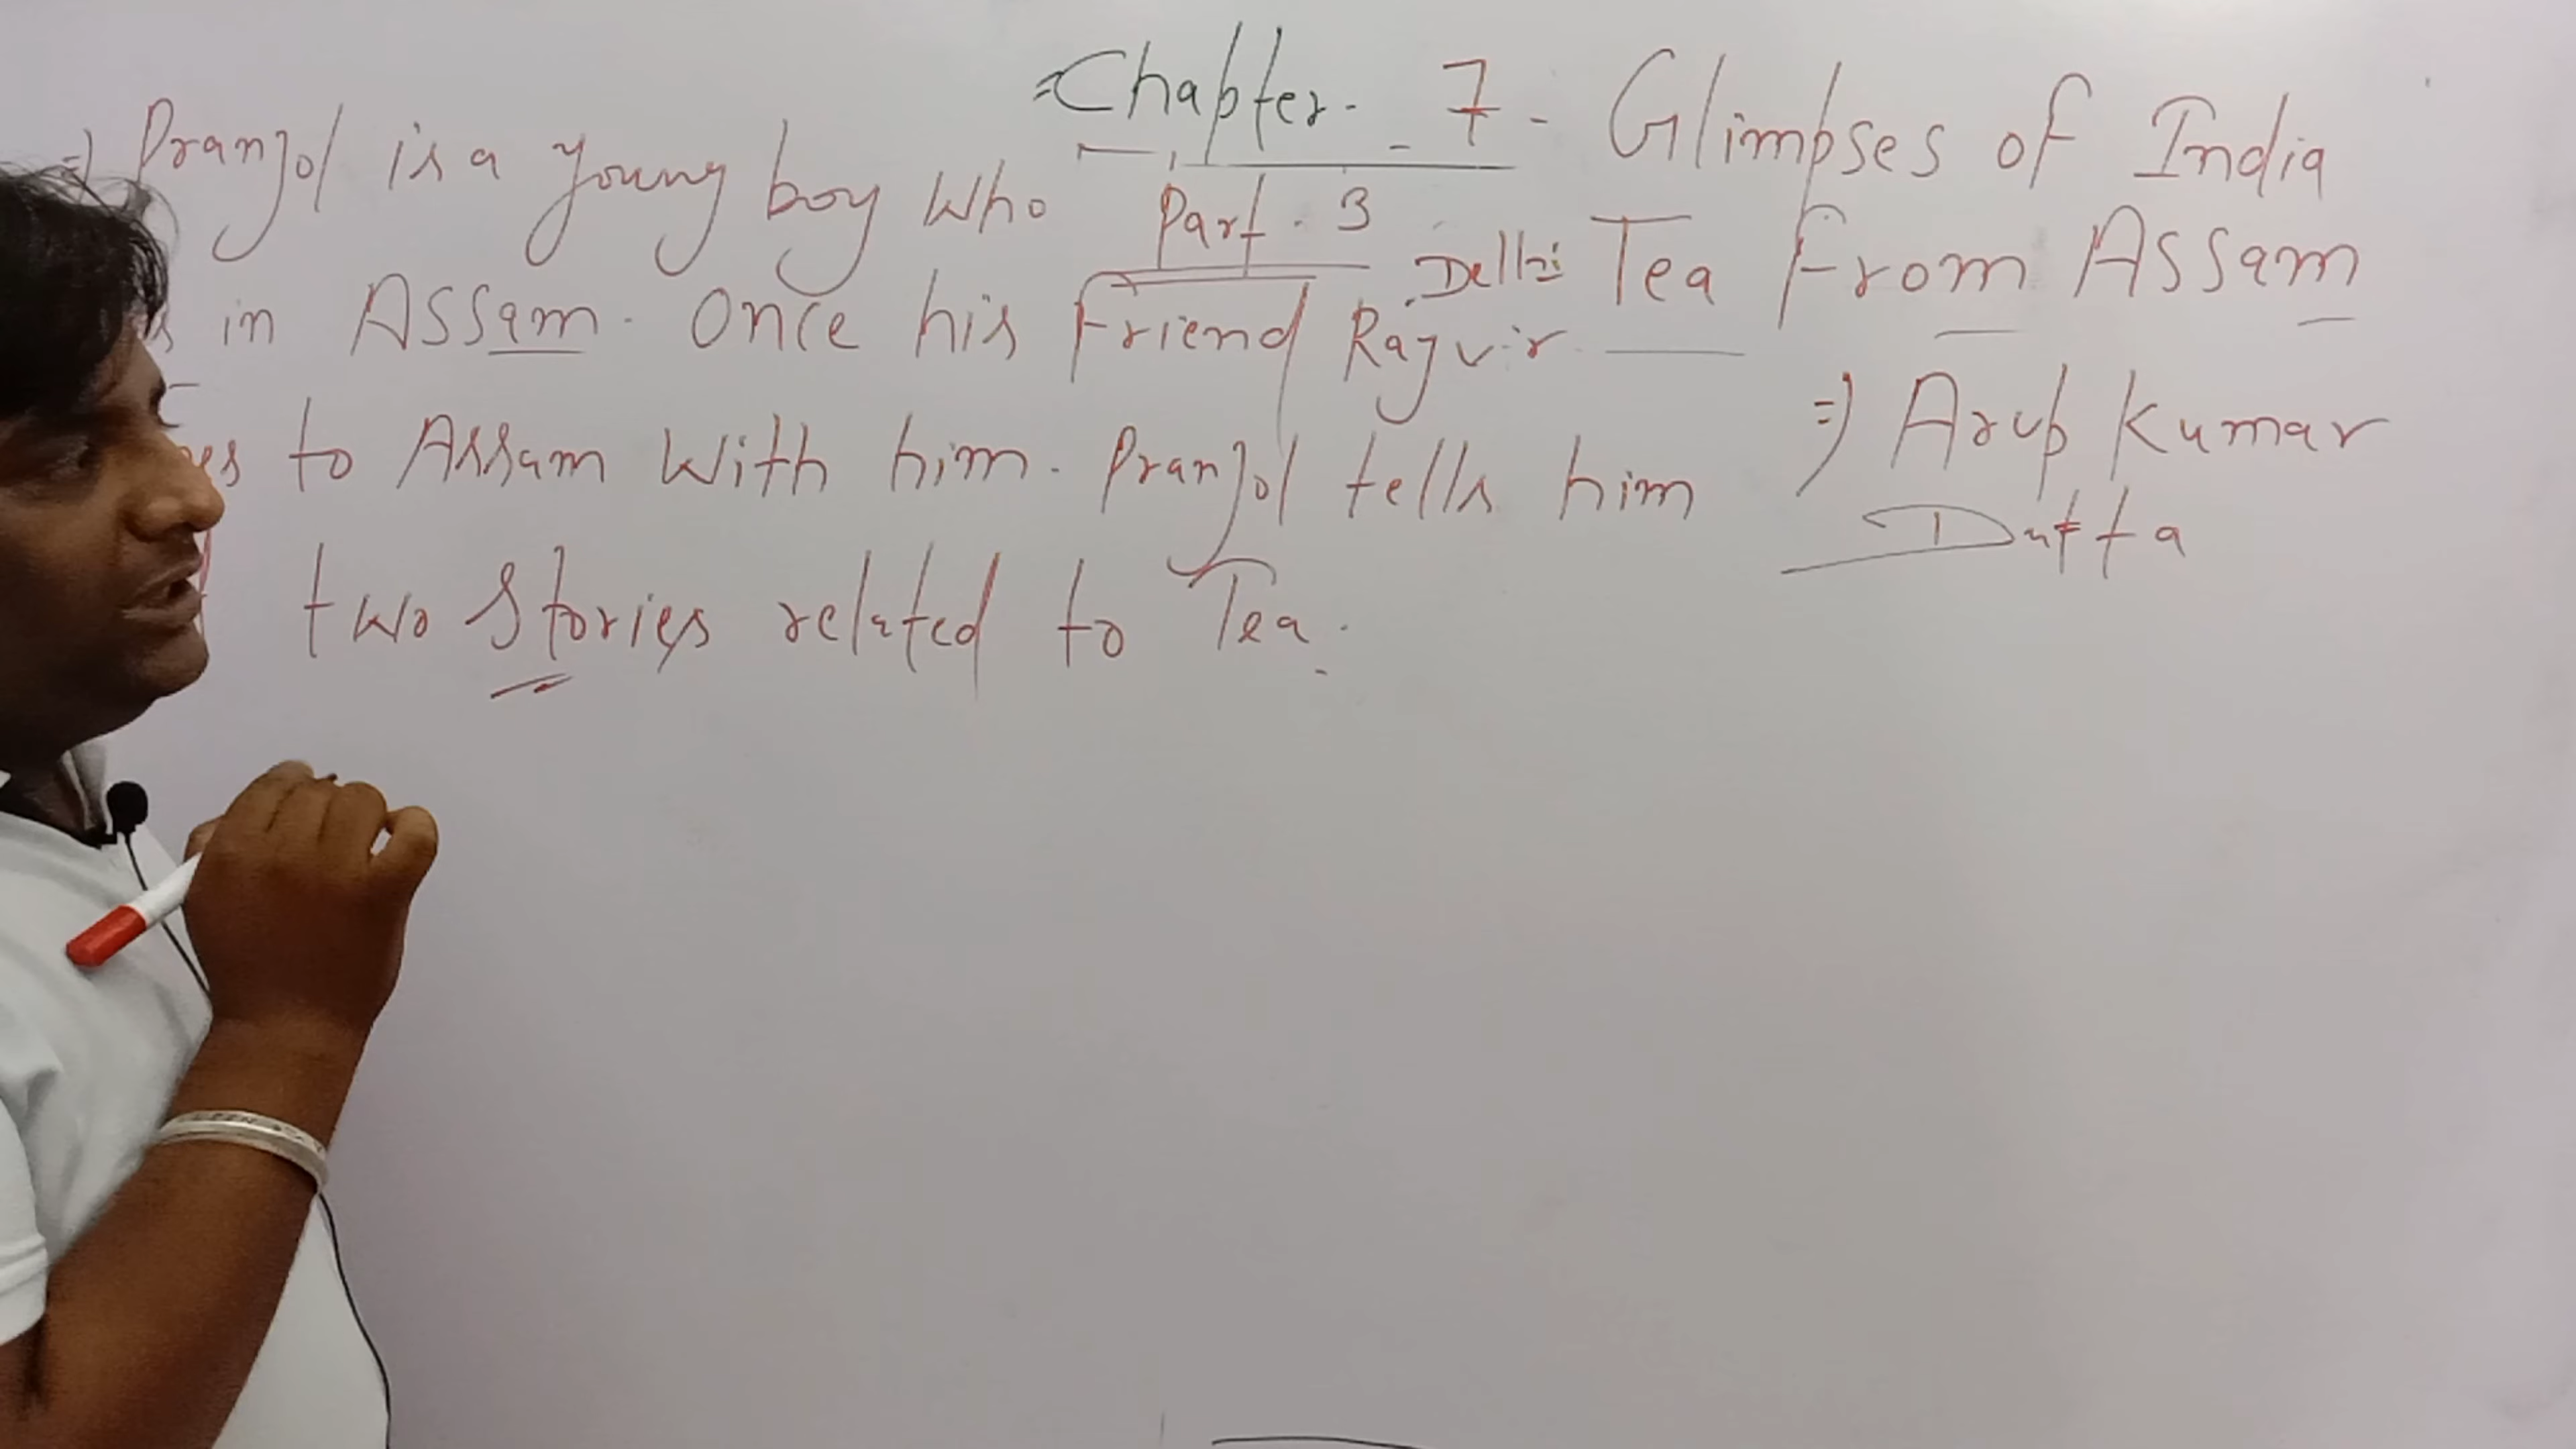 Chapter - 7 - Glimpses of India
Part - 3
Tea From Assam
⇒ Arup Kumar
Dutta
⇒ Pranjol is a young boy who
in Assam. Once his Friend Rajvir
Delhi
to Assam with him. Pranjol tells him
two stories related to Tea.